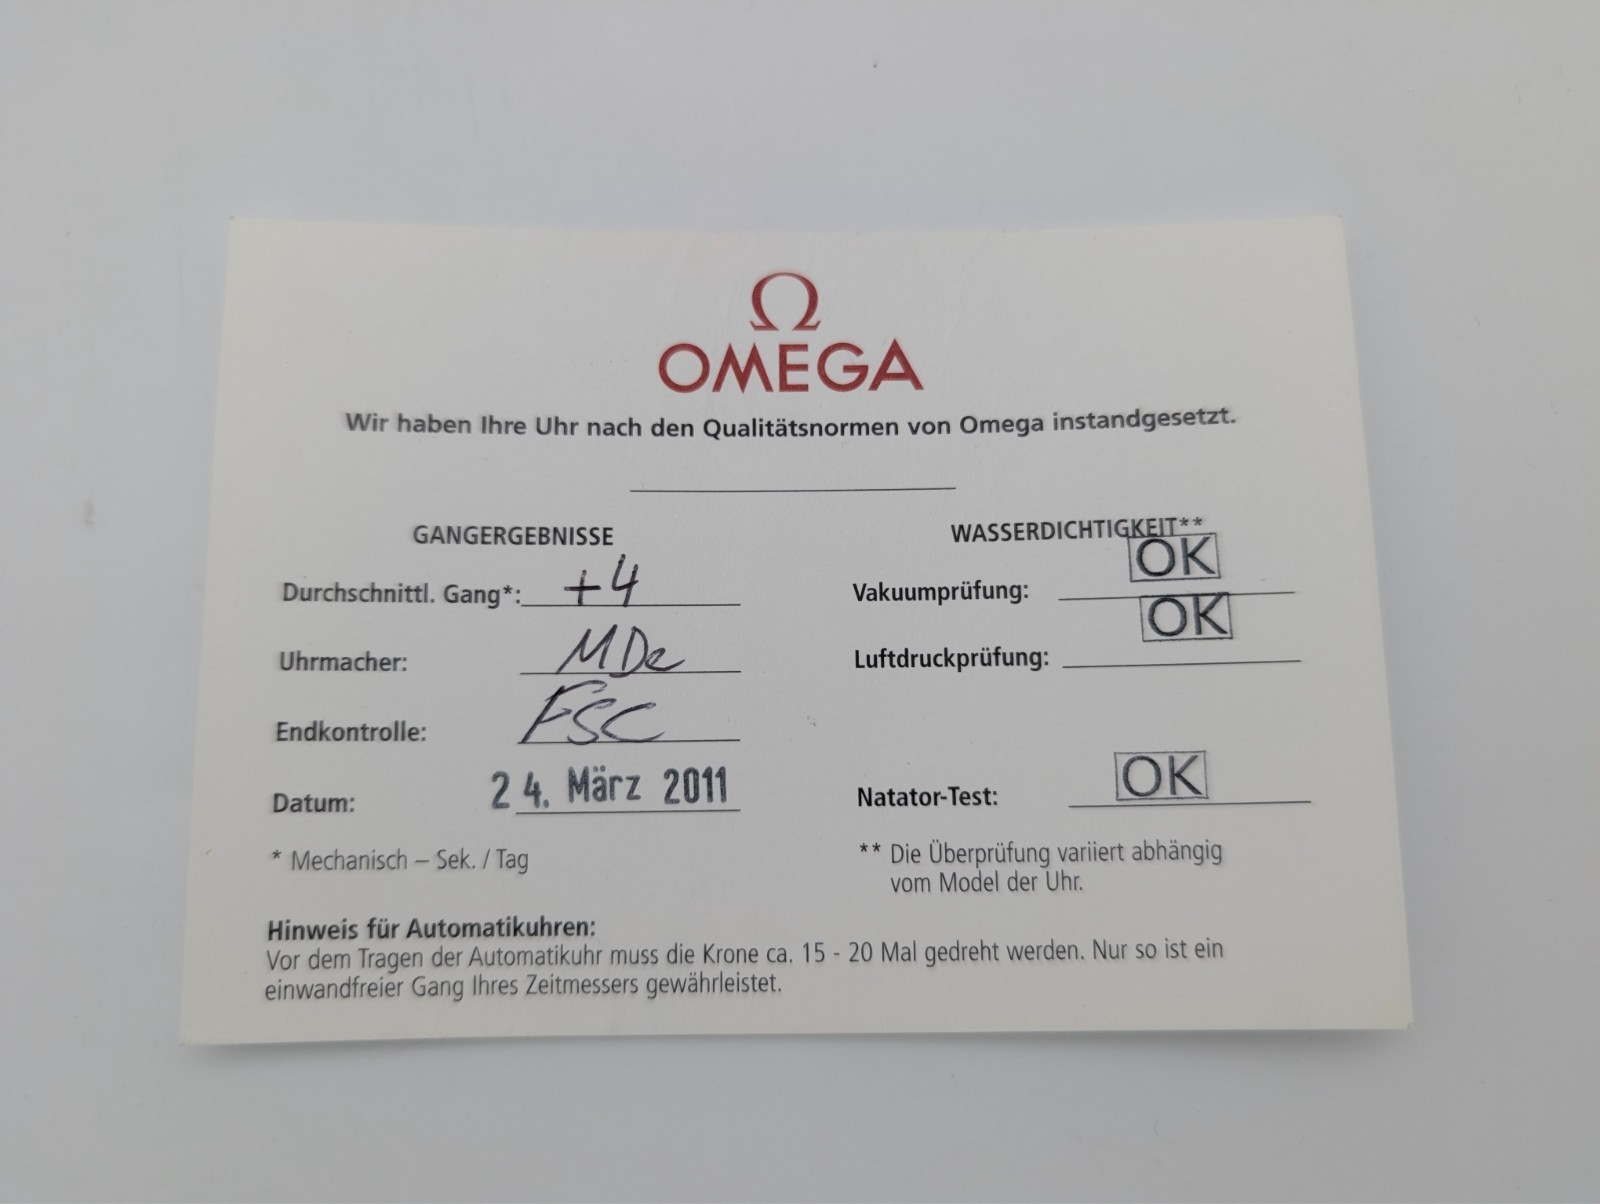 Ω
OMEGA
Wir haben Ihre Uhr nach den Qualitätsnormen von Omega instandgesetzt.
GANGERGEBNISSE
Durchschnittl. Gang*: +4
Uhrmacher: MDe
Endkontrolle: FSC
Datum: 24. März 2011
* Mechanisch – Sek. / Tag
WASSERDICHTIGKEIT**
Vakuumprüfung: OK
Luftdruckprüfung: OK
Natator-Test: OK
** Die Überprüfung variiert abhängig
vom Model der Uhr.
Hinweis für Automatikuhren:
Vor dem Tragen der Automatikuhr muss die Krone ca. 15 - 20 Mal gedreht werden. Nur so ist ein
einwandfreier Gang Ihres Zeitmessers gewährleistet.